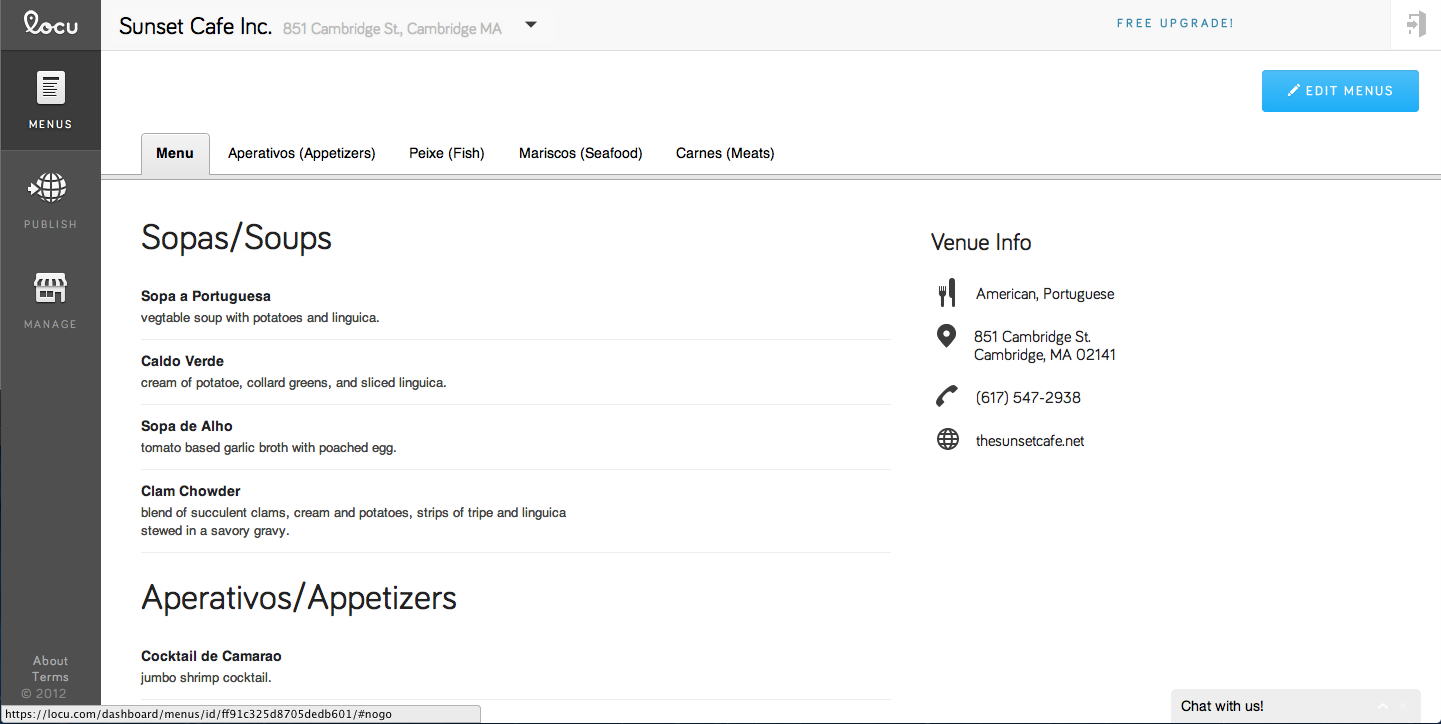 locu
Sunset Cafe Inc. 851 Cambridge St., Cambridge MA
FREE UPGRADE!
MENUS
PUBLISH
MANAGE
EDIT MENUS
Menu Aperativos (Appetizers) Peixe (Fish) Mariscos (Seafood) Carnes (Meats)
Sopas/Soups
Sopa a Portuguesa
vegtable soup with potatoes and linguica.
Caldo Verde
cream of potatoe, collard greens, and sliced linguica.
Sopa de Alho
tomato based garlic broth with poached egg.
Clam Chowder
blend of succulent clams, cream and potatoes, strips of tripe and linguica
stewed in a savory gravy.
Aperativos/Appetizers
Cocktail de Camarao
jumbo shrimp cocktail.
Venue Info
American, Portuguese
851 Cambridge St.
Cambridge, MA 02141
(617) 547-2938
thesunsetcafe.net
About
Terms
© 2012
https://locu.com/dashboard/menus/id/ff91c325d8705dedb601/#nogo
Chat with us!